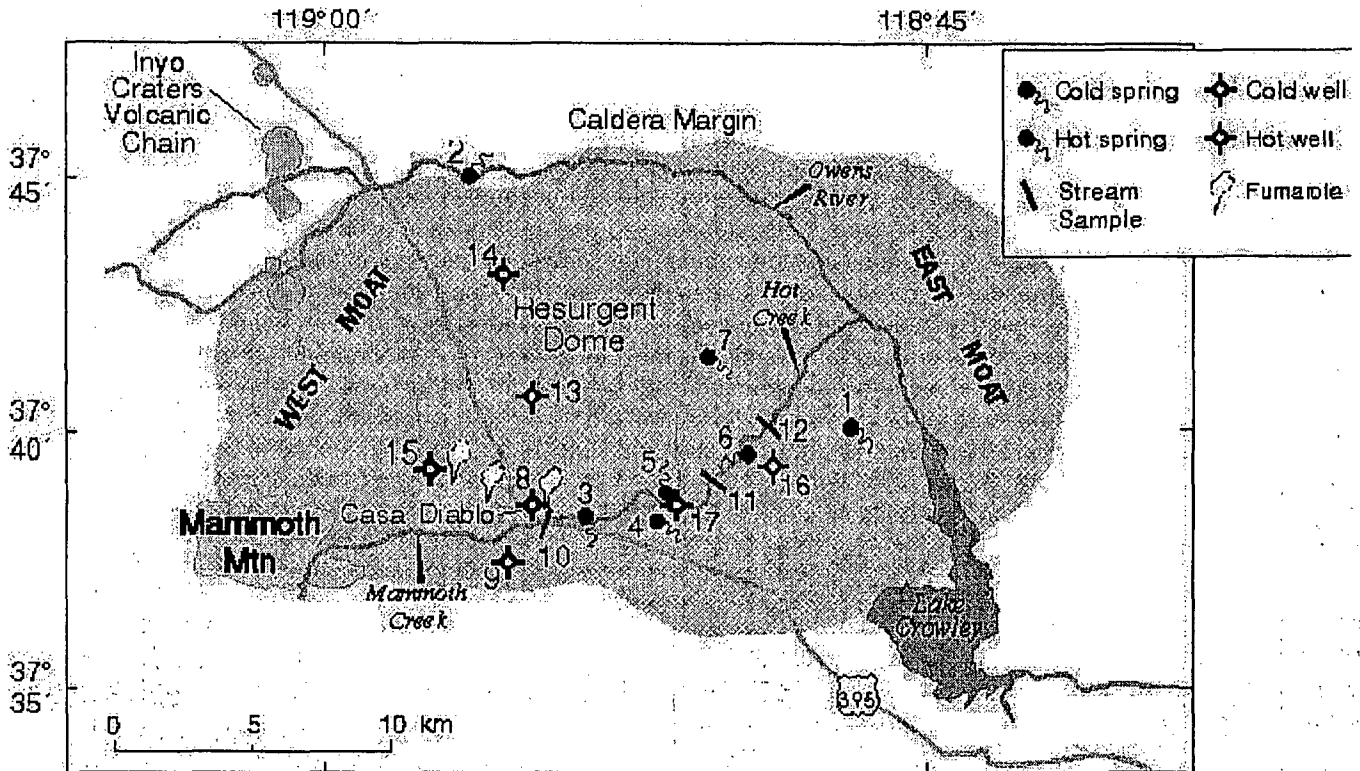 119°00′
118°45′
Inyo
Craters
Volcanic
Chain
Caldera Margin
Cold spring
Cold well
Hot spring
Hot well
Stream
Sample
Fumarole
37°
45′
2
Owens
River
EAST
MOAT
14
WEST
MOAT
Hesurgent
Dome
Hot
Creek
7
13
37°
40′
1
12
6
15
5
16
8
3
11
Casa Diablo
4
17
Mammoth
Mtn
10
9
Mammoth
Creek
Lake
Crowley
37°
35′
395
0
5
10 km